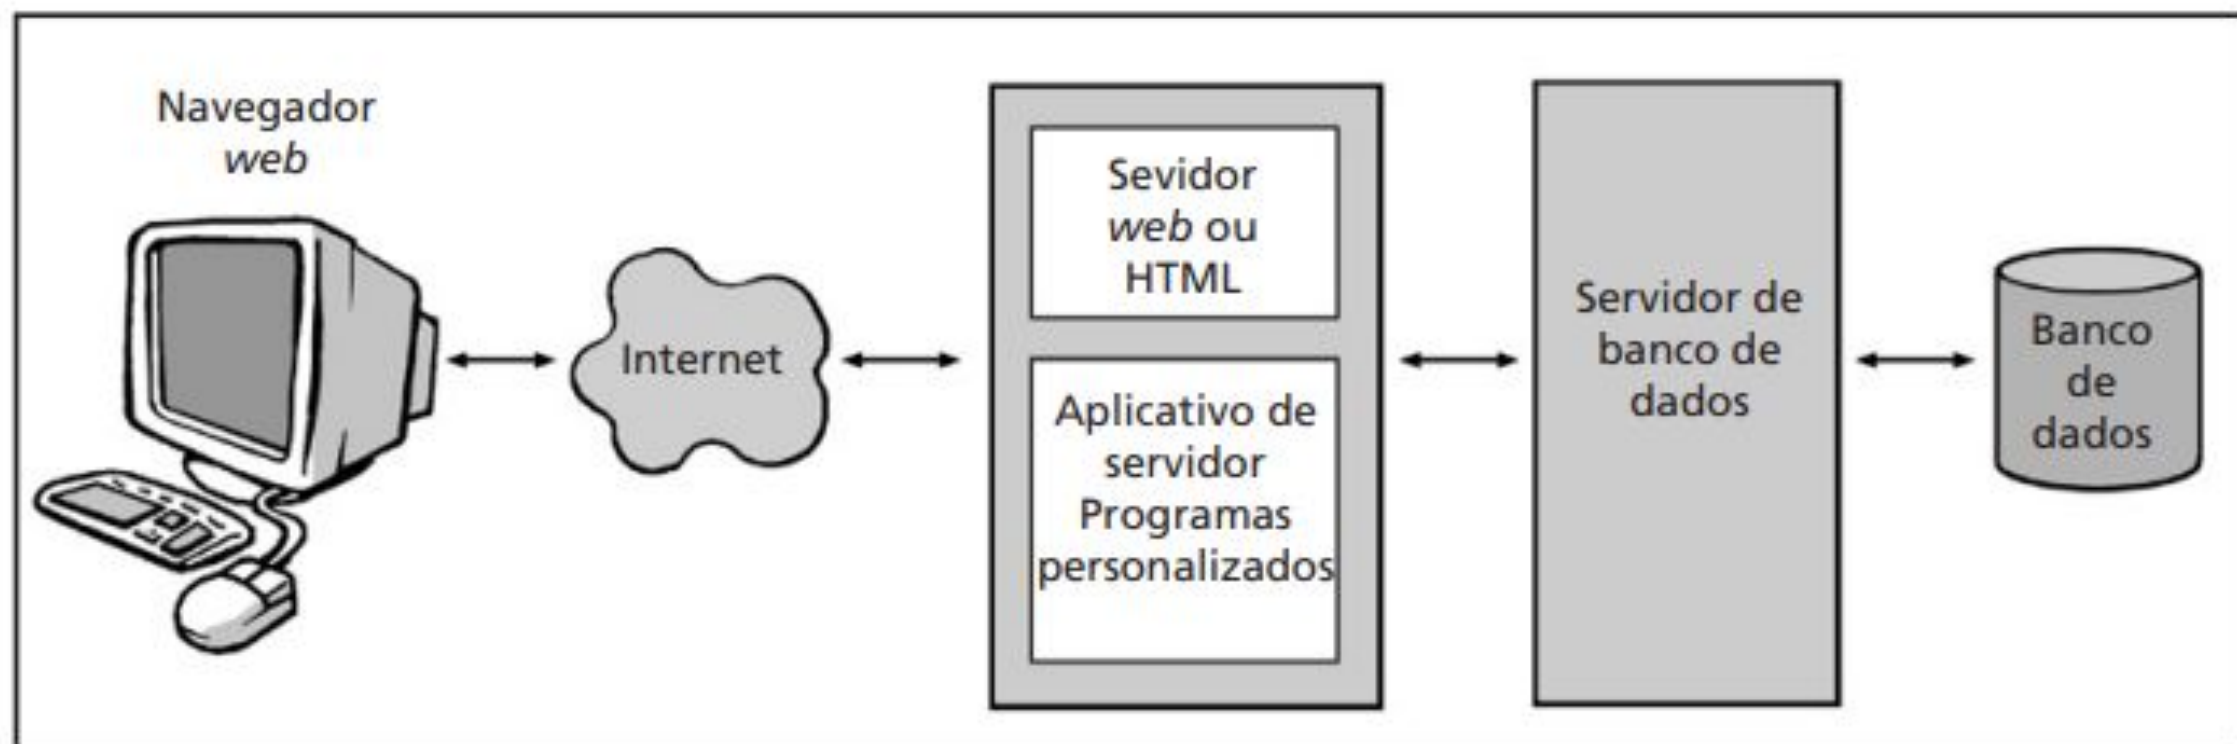 Navegador
web
Internet
Sevidor
web ou
HTML
Aplicativo de
servidor
Programas
personalizados
Servidor de
banco de
dados
Banco
de
dados